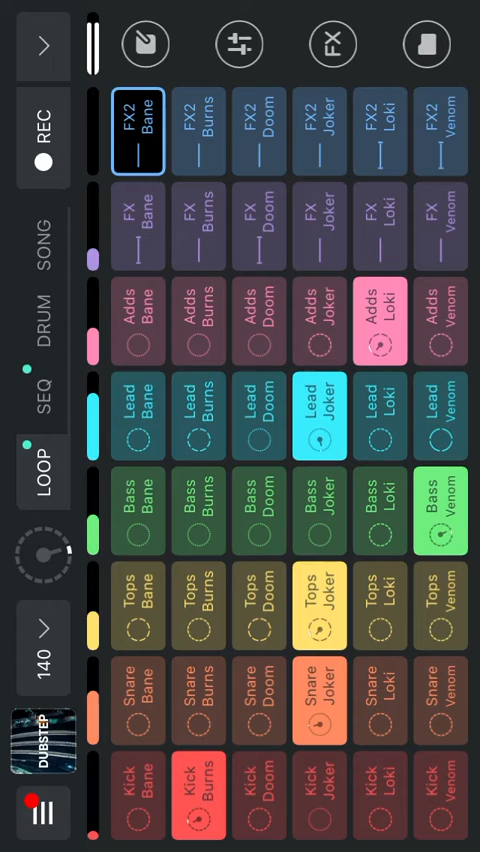 DUBSTEP
140
LOOP
SEQ
DRUM
SONG
REC
Kick
Bane
Snare
Bane
Tops
Bane
Bass
Bane
Lead
Bane
Adds
Bane
FX
Bane
FX2
Bane
Kick
Burns
Snare
Burns
Tops
Burns
Bass
Burns
Lead
Burns
Adds
Burns
FX
Burns
FX2
Burns
Kick
Doom
Snare
Doom
Tops
Doom
Bass
Doom
Lead
Doom
Adds
Doom
FX
Doom
FX2
Doom
Kick
Joker
Snare
Joker
Tops
Joker
Bass
Joker
Lead
Joker
Adds
Joker
FX
Joker
FX2
Joker
FX
Kick
Loki
Snare
Loki
Tops
Loki
Bass
Loki
Lead
Loki
Adds
Loki
FX
Loki
FX2
Loki
Kick
Venom
Snare
Venom
Tops
Venom
Bass
Venom
Lead
Venom
Adds
Venom
FX
Venom
FX2
Venom